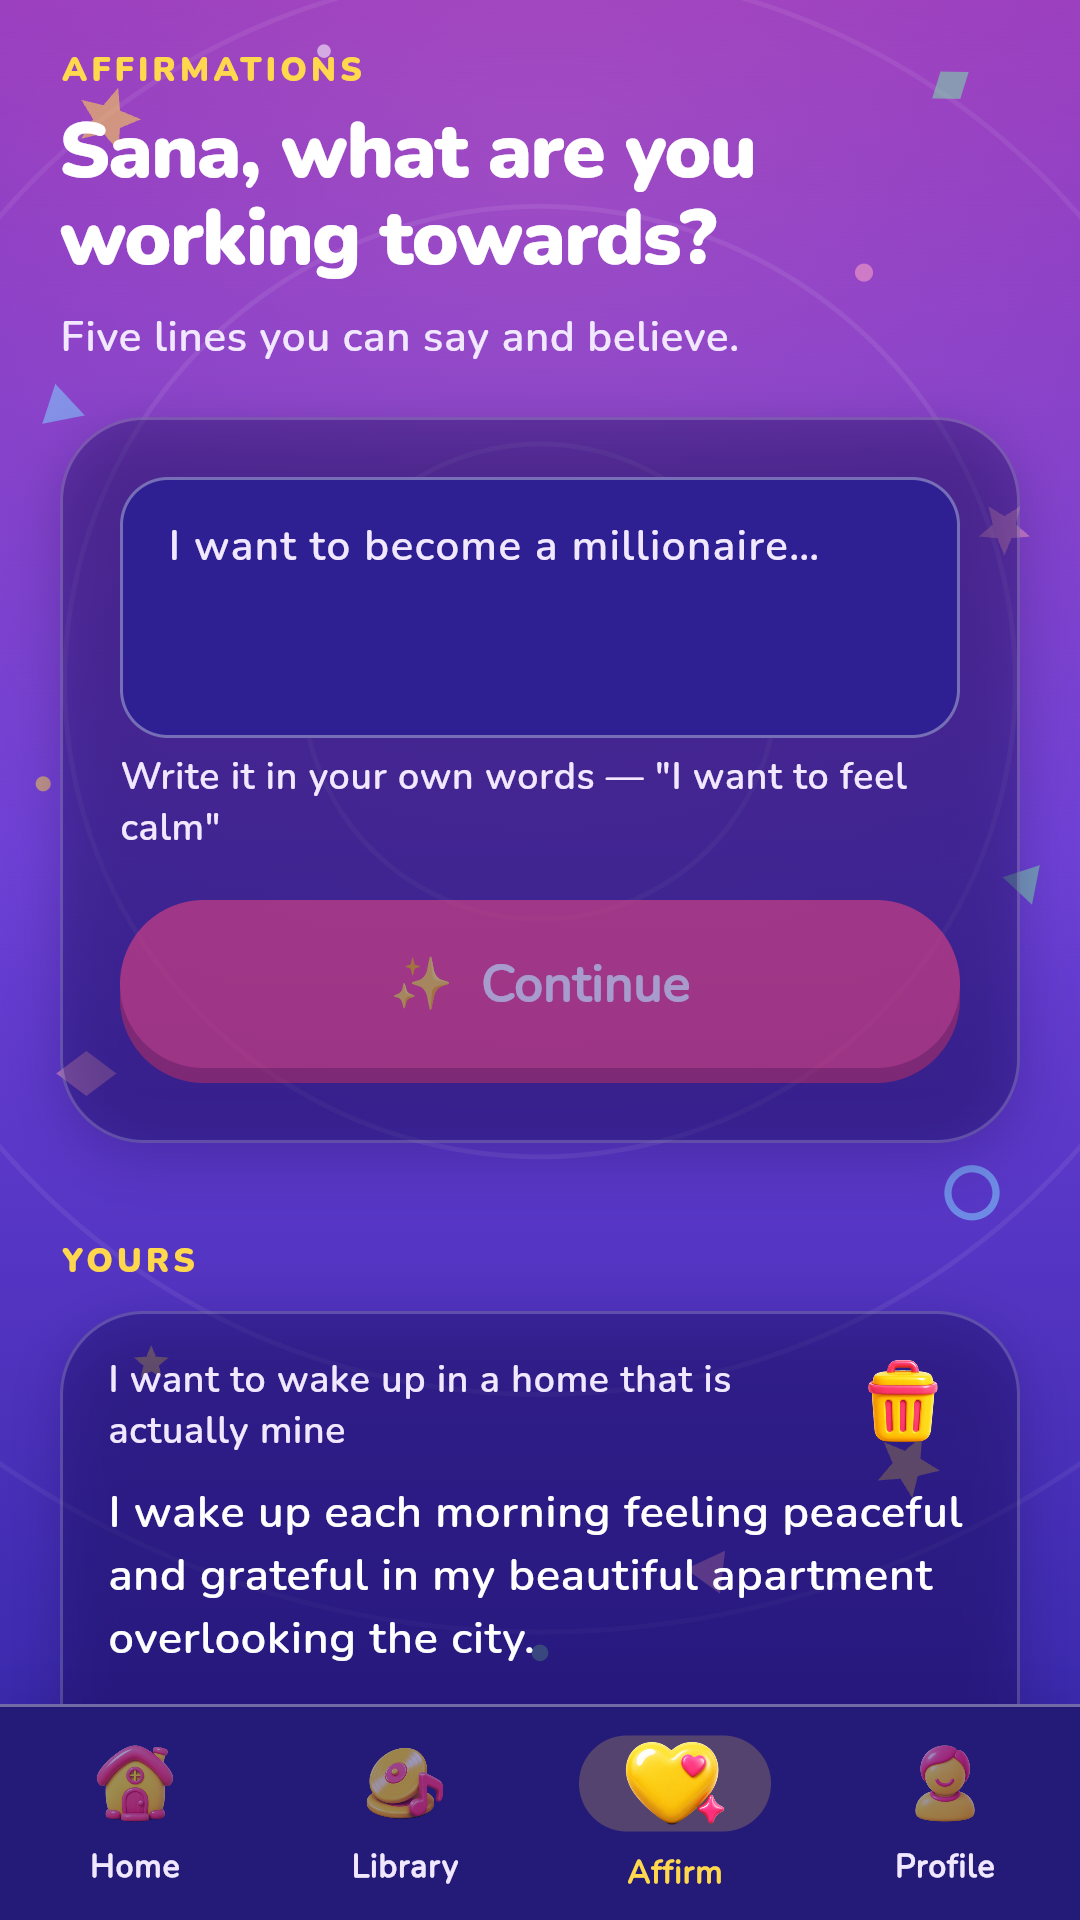 AFFIRMATIONS
Sana, what are you
working towards?
Five lines you can say and believe.
I want to become a millionaire...
Write it in your own words — "I want to feel
calm"
✨ Continue
YOURS
I want to wake up in a home that is
actually mine
I wake up each morning feeling peaceful
and grateful in my beautiful apartment
overlooking the city.
Home
Library
Affirm
Profile